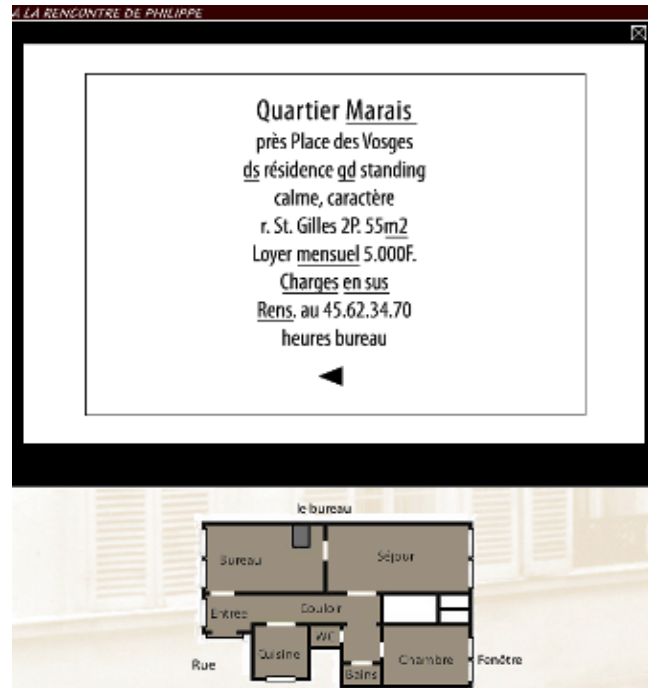 A LA RENCONTRE DE PHILIPPE
Quartier Marais
près Place des Vosges
ds résidence gd standing
calme, caractère
r. St. Gilles 2P. 55m2
Loyer mensuel 5.000F.
Charges en sus
Rens. au 45.62.34.70
heures bureau
le bureau
Bureau
Séjour
Entree
Couloir
WC
Cuisine
Rue
Bains
Chambre
Fenôtre